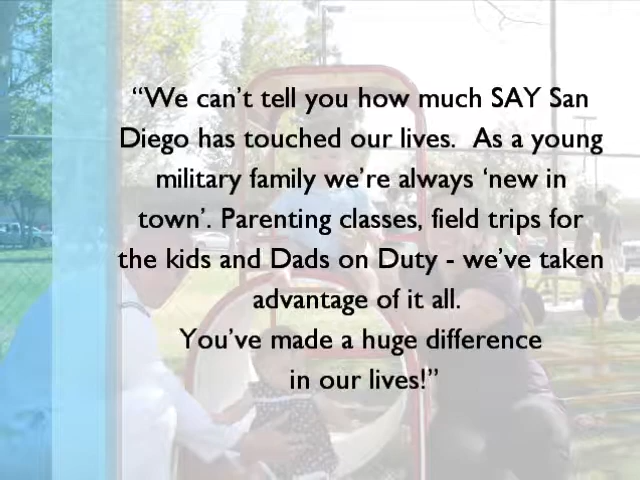 “We can’t tell you how much SAY San
Diego has touched our lives.  As a young
military family we’re always ‘new in
town’. Parenting classes, field trips for
the kids and Dads on Duty - we’ve taken
advantage of it all.
You’ve made a huge difference
in our lives!”